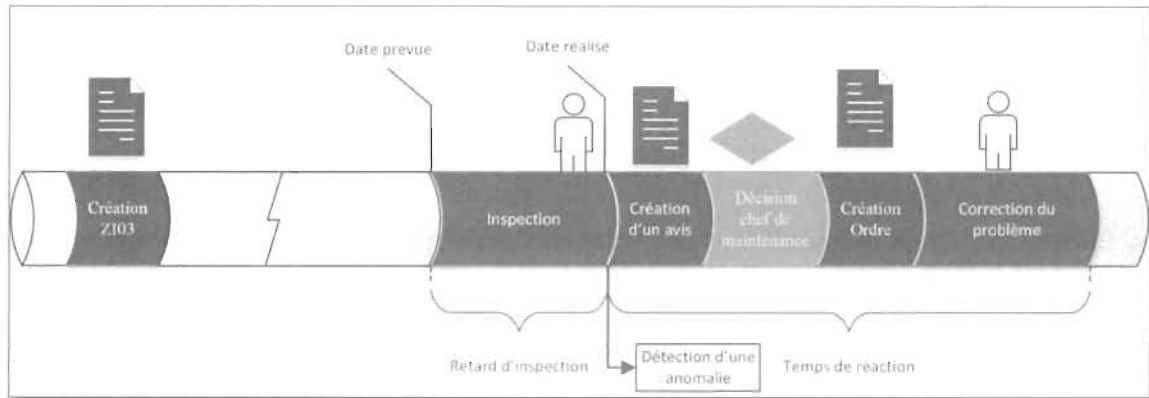 Date prevue
Date realise
Création
ZI03
Inspection
Création
d'un avis
Décision
chef de
maintenance
Création
Ordre
Correction du
problème
Retard d'inspection
Détection d'une
anomalie
Temps de réaction